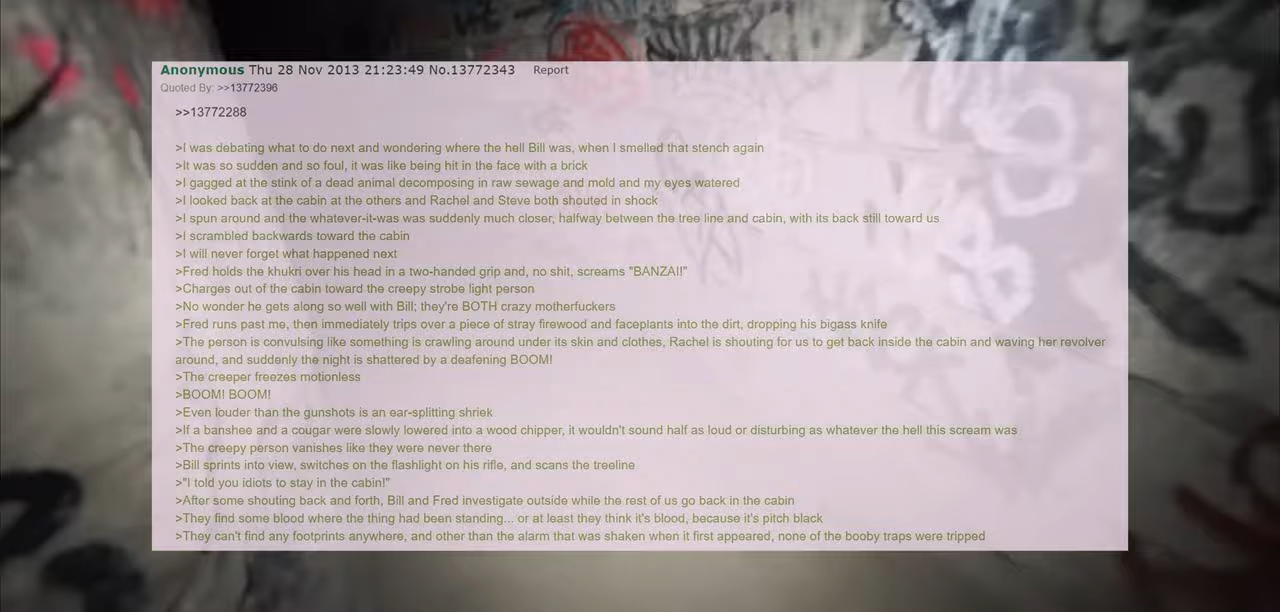 Anonymous Thu 28 Nov 2013 21:23:49 No.13772343 Report
Quoted By: >>13772396
>>13772288
>I was debating what to do next and wondering where the hell Bill was, when I smelled that stench again
>It was so sudden and so foul, it was like being hit in the face with a brick
>I gagged at the stink of a dead animal decomposing in raw sewage and mold and my eyes watered
>I looked back at the cabin at the others and Rachel and Steve both shouted in shock
>I spun around and the whatever-it-was was suddenly much closer, halfway between the tree line and cabin, with its back still toward us
>I scrambled backwards toward the cabin
>I will never forget what happened next
>Fred holds the khukri over his head in a two-handed grip and, no shit, screams "BANZAI!"
>Charges out of the cabin toward the creepy strobe light person
>No wonder he gets along so well with Bill; they're BOTH crazy motherfuckers
>Fred runs past me, then immediately trips over a piece of stray firewood and faceplants into the dirt, dropping his bigass knife
>The person is convulsing like something is crawling around under its skin and clothes, Rachel is shouting for us to get back inside the cabin and waving her revolver
around, and suddenly the night is shattered by a deafening BOOM!
>The creeper freezes motionless
>BOOM! BOOM!
>Even louder than the gunshots is an ear-splitting shriek
>If a banshee and a cougar were slowly lowered into a wood chipper, it wouldn't sound half as loud or disturbing as whatever the hell this scream was
>The creepy person vanishes like they were never there
>Bill sprints into view, switches on the flashlight on his rifle, and scans the treeline
>"I told you idiots to stay in the cabin!"
>After some shouting back and forth, Bill and Fred investigate outside while the rest of us go back in the cabin
>They find some blood where the thing had been standing... or at least they think it's blood, because it's pitch black
>They can't find any footprints anywhere, and other than the alarm that was shaken when it first appeared, none of the booby traps were tripped